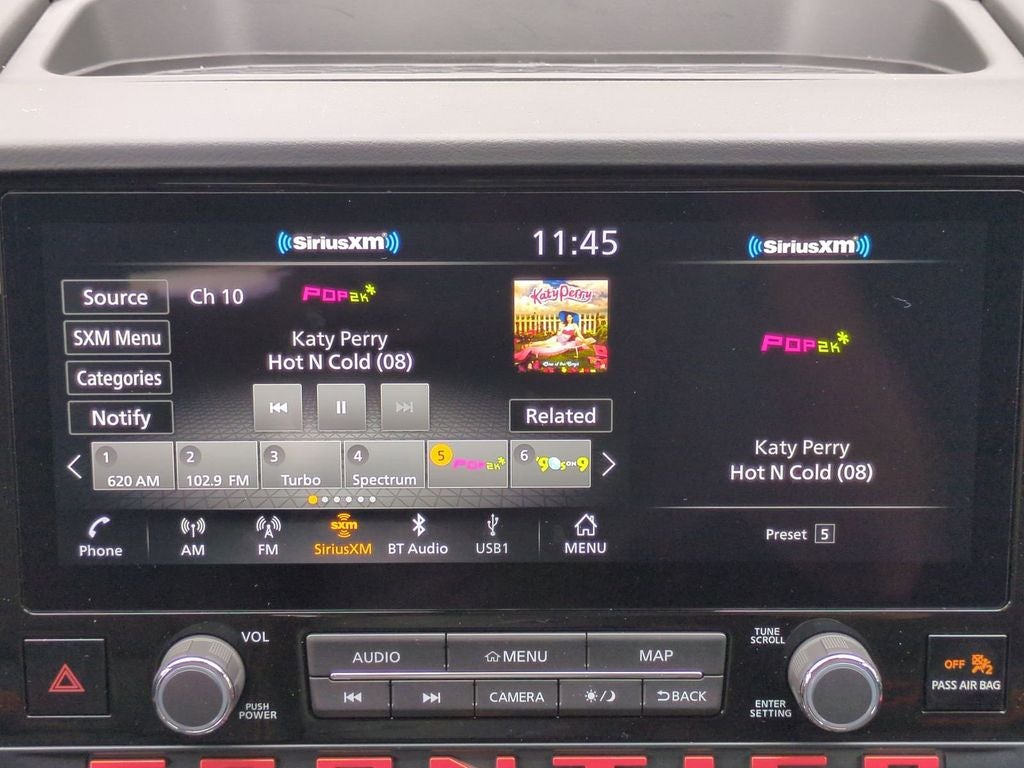 SiriusXM
11:45
SiriusXM
Source
Ch 10
POP2K*
SXM Menu
Katy Perry
Hot N Cold (08)
Categories
Notify
Katy Perry
Related
1
620 AM
2
102.9 FM
3
Turbo
4
Spectrum
5
POP2K*
6
'90s ON 9
POP2K*
Katy Perry
Hot N Cold (08)
Preset 5
Phone
AM
FM
sxm
SiriusXM
BT Audio
USB1
MENU
VOL
PUSH
POWER
AUDIO
MENU
MAP
CAMERA
BACK
TUNE
SCROLL
ENTER
SETTING
OFF
2
PASS AIR BAG